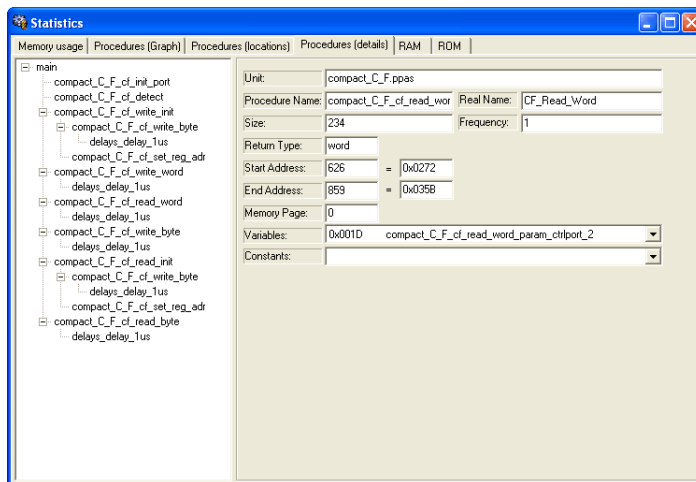 Statistics
Memory usage Procedures (Graph) Procedures (locations) Procedures (details) RAM ROM
main
compact_C_F_cf_init_port
compact_C_F_cf_detect
compact_C_F_cf_write_init
compact_C_F_cf_write_byte
delays_delay_1us
compact_C_F_cf_set_reg_adr
compact_C_F_cf_write_word
delays_delay_1us
compact_C_F_cf_read_word
delays_delay_1us
compact_C_F_cf_write_byte
delays_delay_1us
compact_C_F_cf_read_init
compact_C_F_cf_write_byte
delays_delay_1us
compact_C_F_cf_set_reg_adr
compact_C_F_cf_read_byte
delays_delay_1us
Unit: compact_C_F.ppas
Procedure Name: compact_C_F_cf_read_wor Real Name: CF_Read_Word
Size: 234 Frequency: 1
Return Type: word
Start Address: 626 = 0x0272
End Address: 859 = 0x035B
Memory Page: 0
Variables: 0x001D compact_C_F_cf_read_word_param_ctrlport_2
Constants: